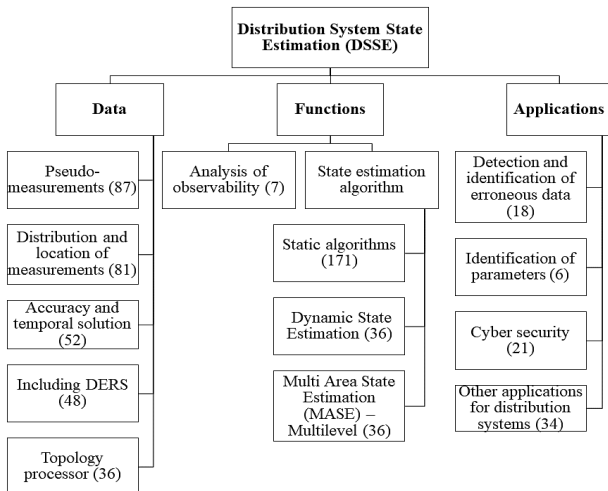 Distribution System State
Estimation (DSSE)
Data
Functions
Applications
Pseudo-
measurements (87)
Distribution and
location of
measurements (81)
Accuracy and
temporal solution
(52)
Including DERS
(48)
Topology
processor (36)
Analysis of
observability (7)
State estimation
algorithm
Static algorithms
(171)
Dynamic State
Estimation (36)
Multi Area State
Estimation
(MASE) –
Multilevel (36)
Detection and
identification of
erroneous data
(18)
Identification of
parameters (6)
Cyber security
(21)
Other applications
for distribution
systems (34)